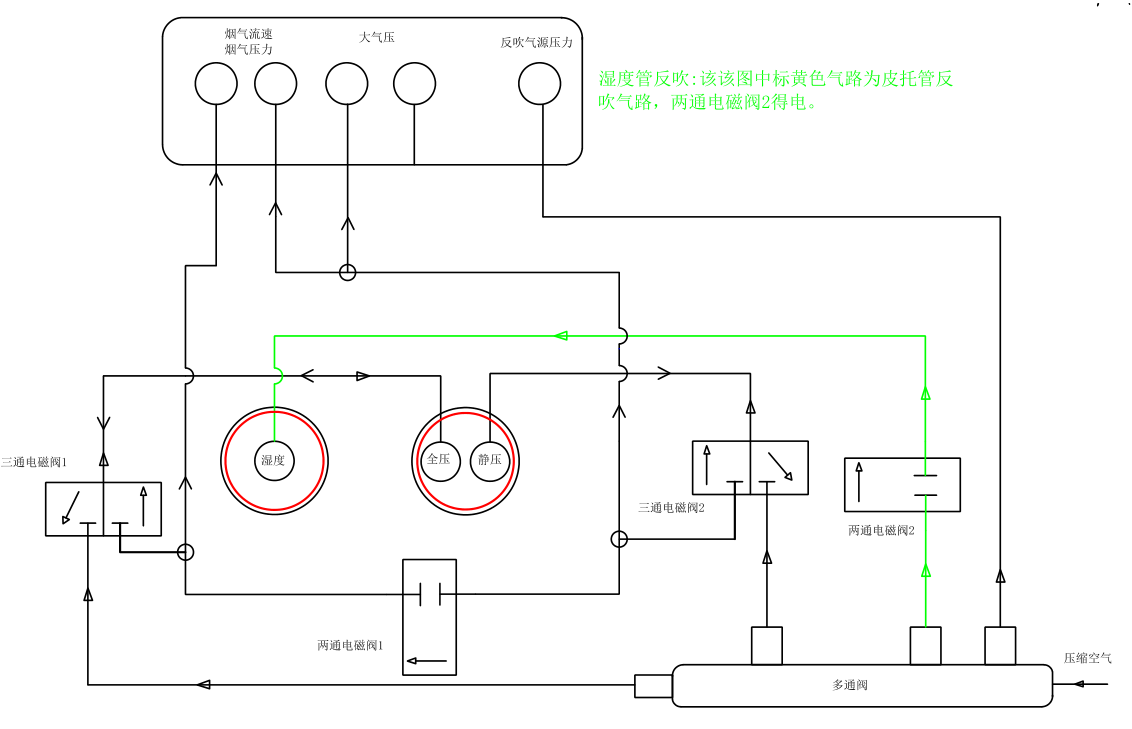 烟气流速
烟气压力
大气压
反吹气源压力
湿度管反吹:该该图中标黄色气路为皮托管反
吹气路，两通电磁阀2得电。
三通电磁阀1
湿度
全压
静压
三通电磁阀2
两通电磁阀2
两通电磁阀1
压缩空气
多通阀